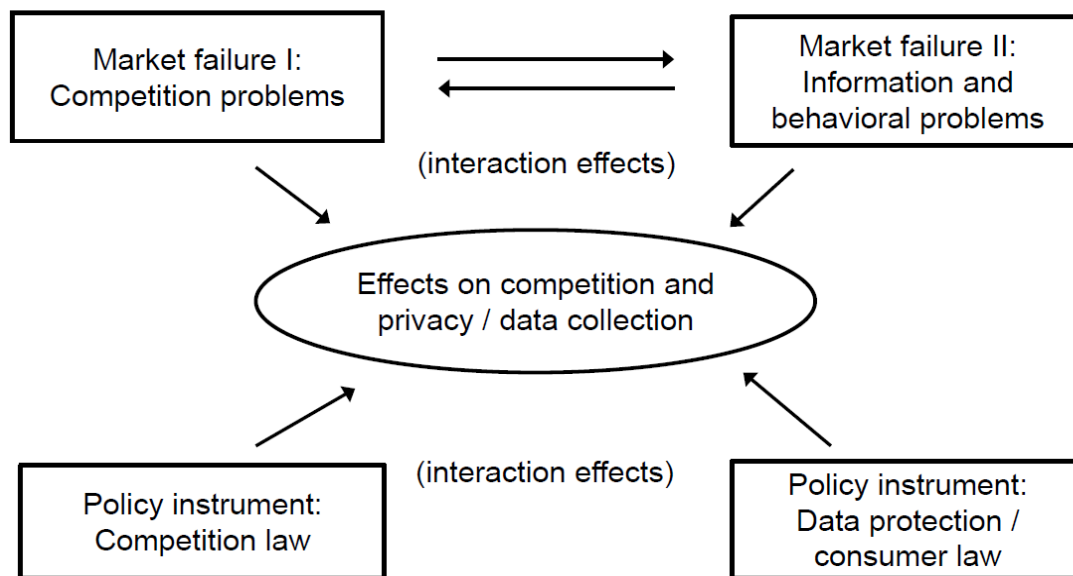 Market failure I:
Competition problems
Market failure II:
Information and
behavioral problems
(interaction effects)
Effects on competition and
privacy / data collection
(interaction effects)
Policy instrument:
Competition law
Policy instrument:
Data protection /
consumer law